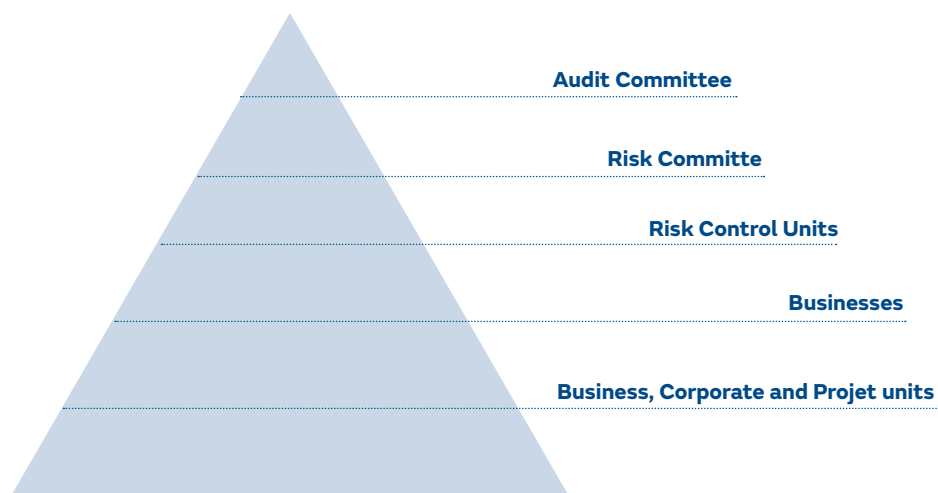 Audit Committee
Risk Committe
Risk Control Units
Businesses
Business, Corporate and Projet units